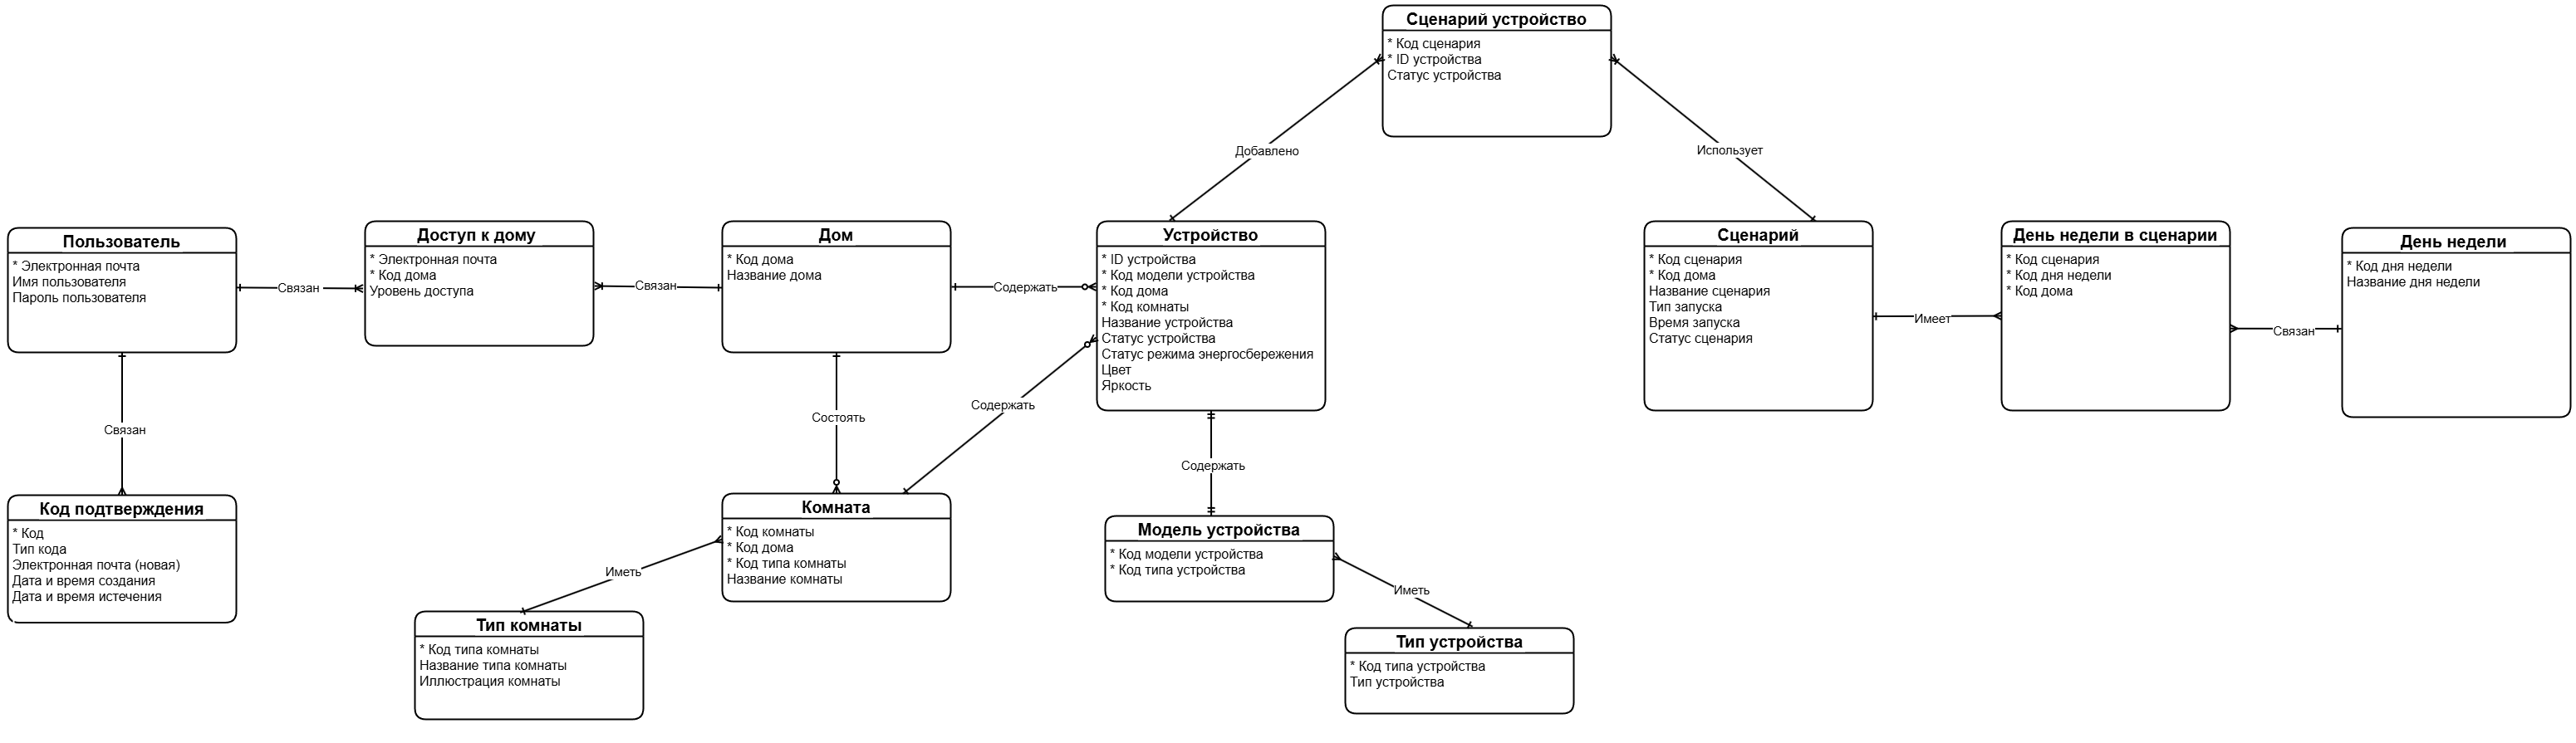 Сценарий устройство
* Код сценария
* ID устройства
Статус устройства
Добавлено
Использует
Пользователь
* Электронная почта
Имя пользователя
Пароль пользователя
Связан
Доступ к дому
* Электронная почта
* Код дома
Уровень доступа
Связан
Дом
* Код дома
Название дома
Содержать
Устройство
* ID устройства
* Код модели устройства
* Код дома
* Код комнаты
Название устройства
Статус устройства
Статус режима энергосбережения
Цвет
Яркость
Сценарий
* Код сценария
* Код дома
Название сценария
Тип запуска
Время запуска
Статус сценария
Имеет
День недели в сценарии
* Код сценария
* Код дня недели
* Код дома
Связан
День недели
* Код дня недели
Название дня недели
Связан
Состоять
Содержать
Содержать
Код подтверждения
* Код
Тип кода
Электронная почта (новая)
Дата и время создания
Дата и время истечения
Комната
* Код комнаты
* Код дома
* Код типа комнаты
Название комнаты
Иметь
Модель устройства
* Код модели устройства
* Код типа устройства
Иметь
Тип комнаты
* Код типа комнаты
Название типа комнаты
Иллюстрация комнаты
Тип устройства
* Код типа устройства
Тип устройства